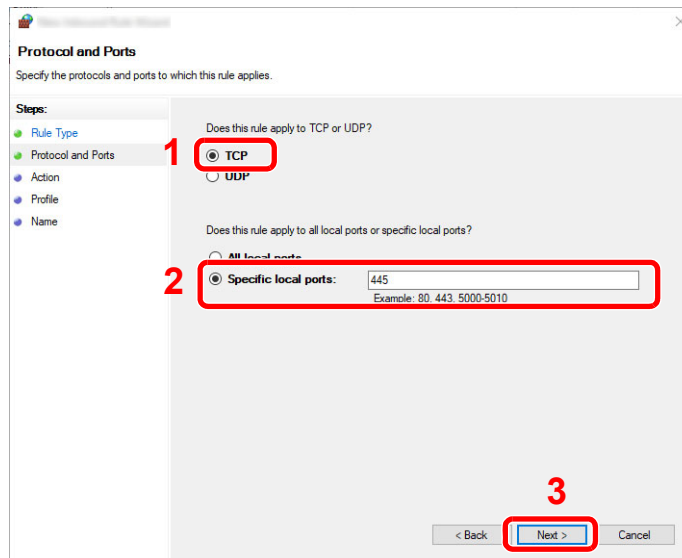 Protocol and Ports
Specify the protocols and ports to which this rule applies.
Steps:
Rule Type
Protocol and Ports
Action
Profile
Name
Does this rule apply to TCP or UDP?
1
TCP
UDP
Does this rule apply to all local ports or specific local ports?
All local ports
2
Specific local ports:
445
Example: 80, 443, 5000-5010
3
< Back
Next >
Cancel